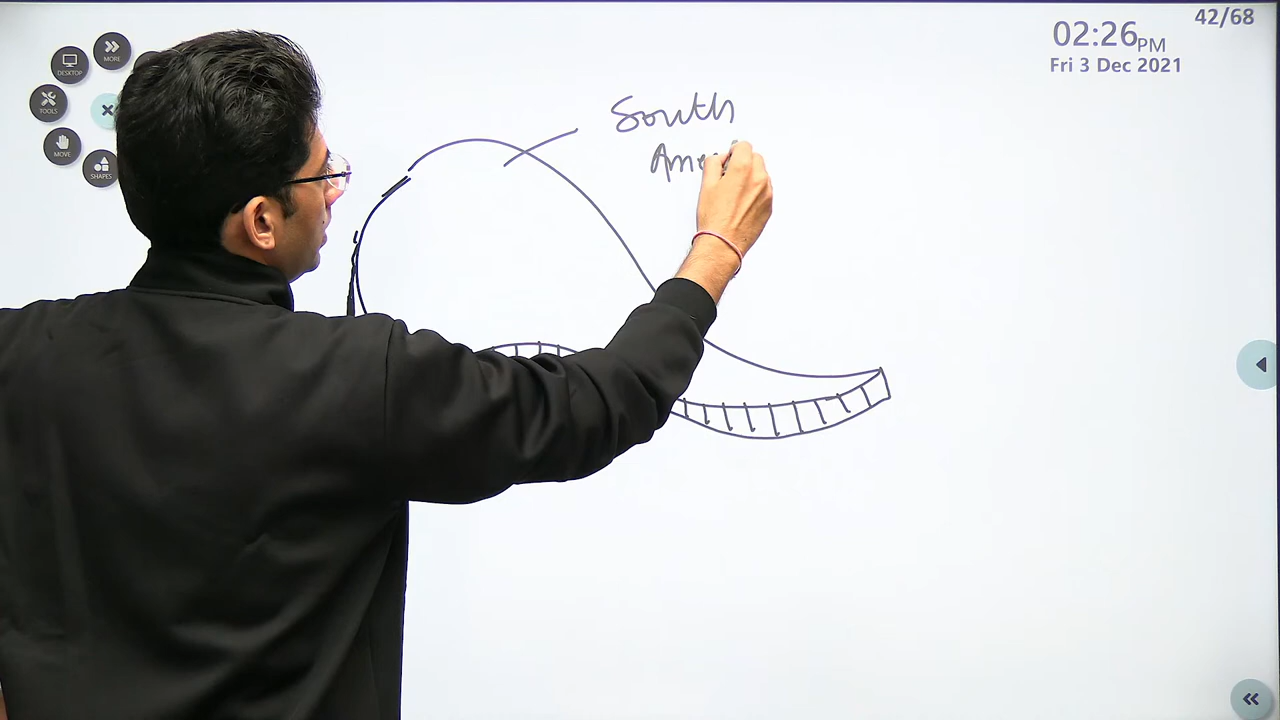 42/68
02:26PM
Fri 3 Dec 2021
MORE
DESKTOP
TOOLS
MOVE
SHAPES
South